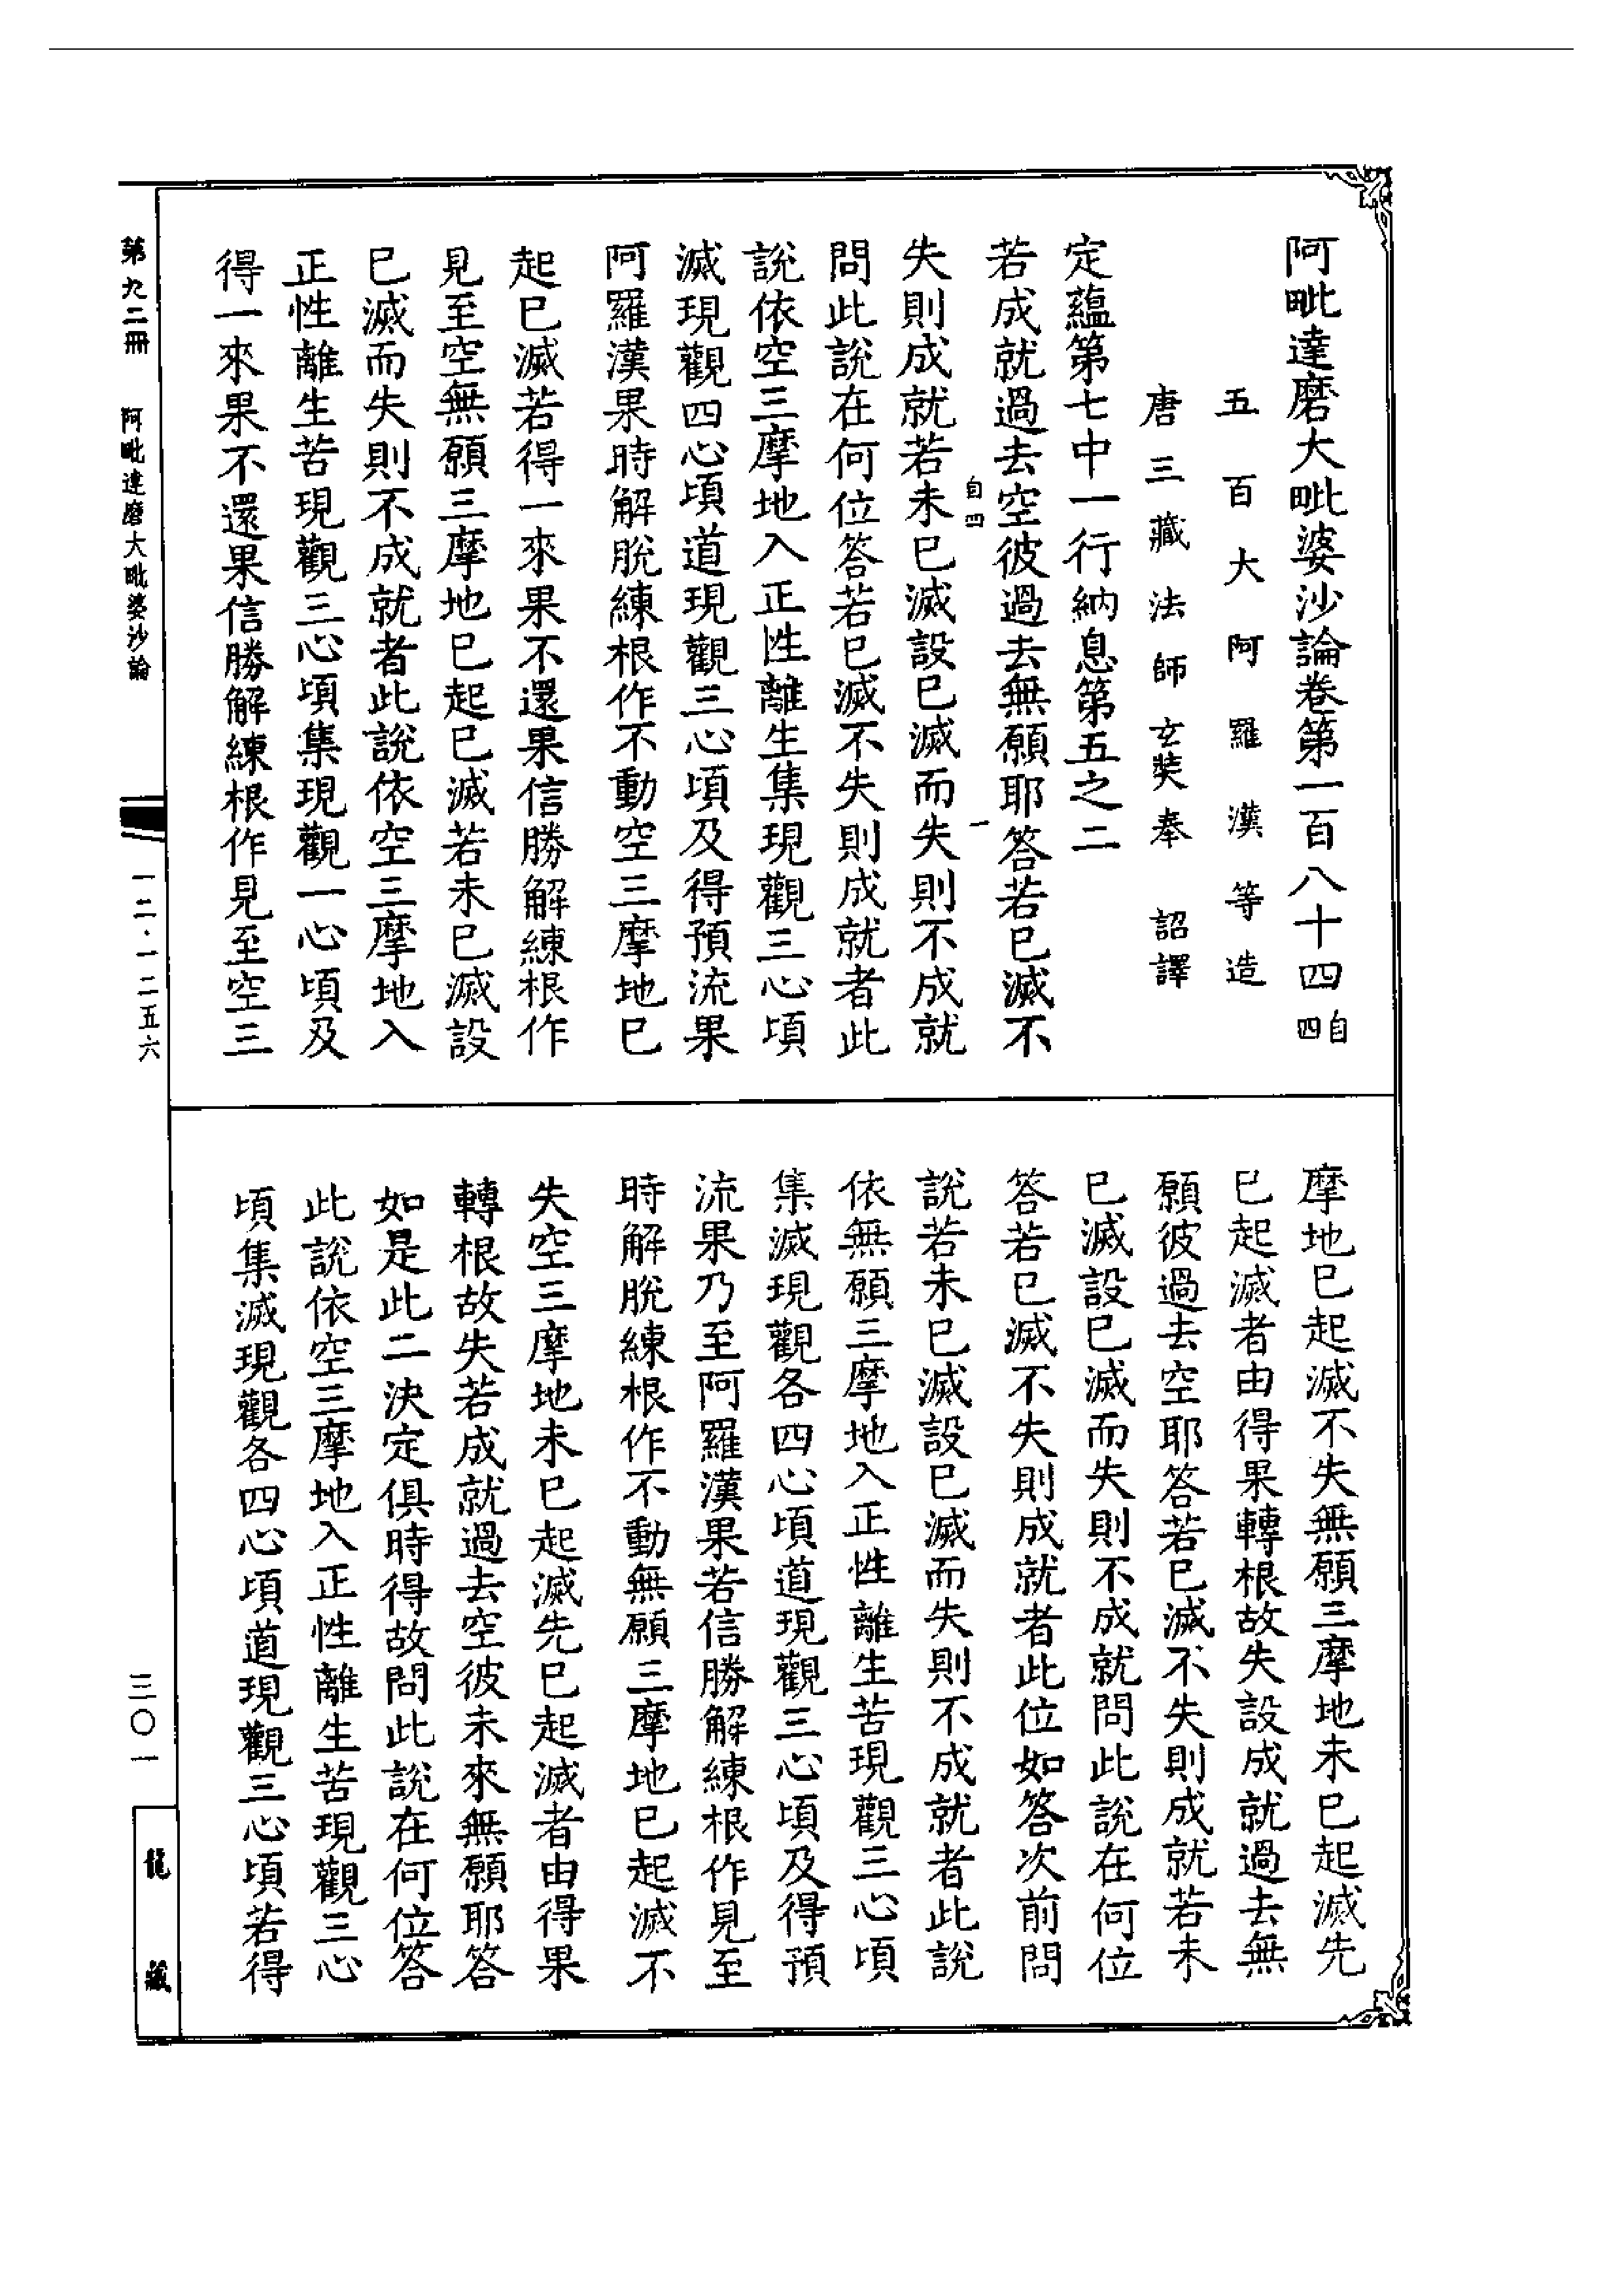 阿毗達磨大毗婆沙論卷第一百八十四自四
五百大阿羅漢等造
唐三藏法師玄奘奉詔譯
定蘊第七中一行納息第五之二
若成就過去空彼過去無願耶答若已滅不
自四 一
失則成就若未已滅設已滅而失則不成就
問此說在何位答若已滅不失則成就者此
說依空三摩地入正性離生集現觀三心頃
滅現觀四心頃道現觀三心頃及得預流果
阿羅漢果時解脫練根作不動空三摩地已
起已滅若得一來果不還果信勝解練根作
見至空無願三摩地已起已滅若未已滅設
已滅而失則不成就者此說依空三摩地入
正性離生苦現觀三心頃集現觀一心頃及
得一來果不還果信勝解練根作見至空三
第九二冊 阿毗達磨大毗婆沙論
一二·一二五六
摩地已起滅不失無願三摩地未已起滅先
已起滅者由得果轉根故失設成就過去無
願彼過去空耶答若已滅不失則成就若未
已滅設已滅而失則不成就問此說在何位
答若已滅不失則成就者此位如答次前問
說若未已滅設已滅而失則不成就者此說
依無願三摩地入正性離生苦現觀三心頃
集滅現觀各四心頃道現觀三心頃及得預
流果乃至阿羅漢果若信勝解練根作見至
時解脫練根作不動無願三摩地已起滅不
失空三摩地未已起滅先已起滅者由得果
轉根故失若成就過去空彼未來無願耶答
如是此二決定俱時得故問此說在何位答
此說依空三摩地入正性離生苦現觀三心
頃集滅現觀各四心頃道現觀三心頃若得
三〇一
龍藏